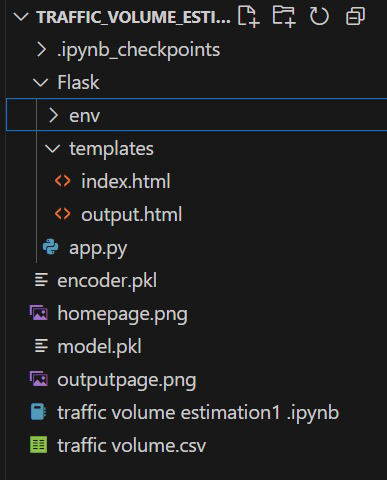 TRAFFIC_VOLUME_ESTI...
.ipynb_checkpoints
Flask
env
templates
index.html
output.html
app.py
encoder.pkl
homepage.png
model.pkl
outputpage.png
traffic volume estimation1 .ipynb
traffic volume.csv